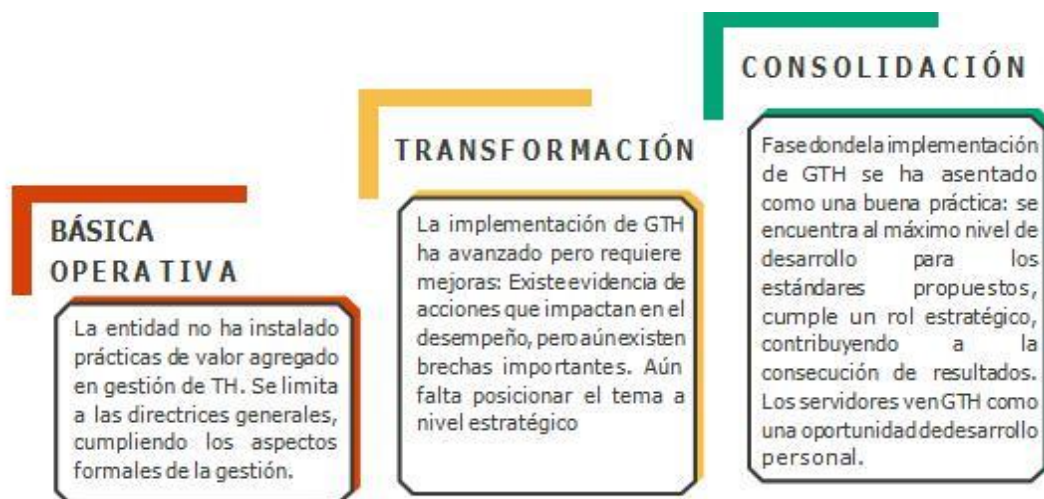 BÁSICA
OPERATIVA
La entidad no ha instalado
prácticas de valor agregado
en gestión de TH. Se limita
a las directrices generales,
cumpliendo los aspectos
formales de la gestión.
TRANSFORMACIÓN
La implementación de GTH
ha avanzado pero requiere
mejoras: Existe evidencia de
acciones que impactan en el
desempeño, pero aún existen
brechas importantes. Aún
falta posicionar el tema a
nivel estratégico
CONSOLIDACIÓN
Fase donde la implementación
de GTH se ha asentado
como una buena práctica: se
encuentra al máximo nivel de
desarrollo para los
estándares propuestos,
cumple un rol estratégico,
contribuyendo a la
consecución de resultados.
Los servidores ven GTH como
una oportunidad de desarrollo
personal.